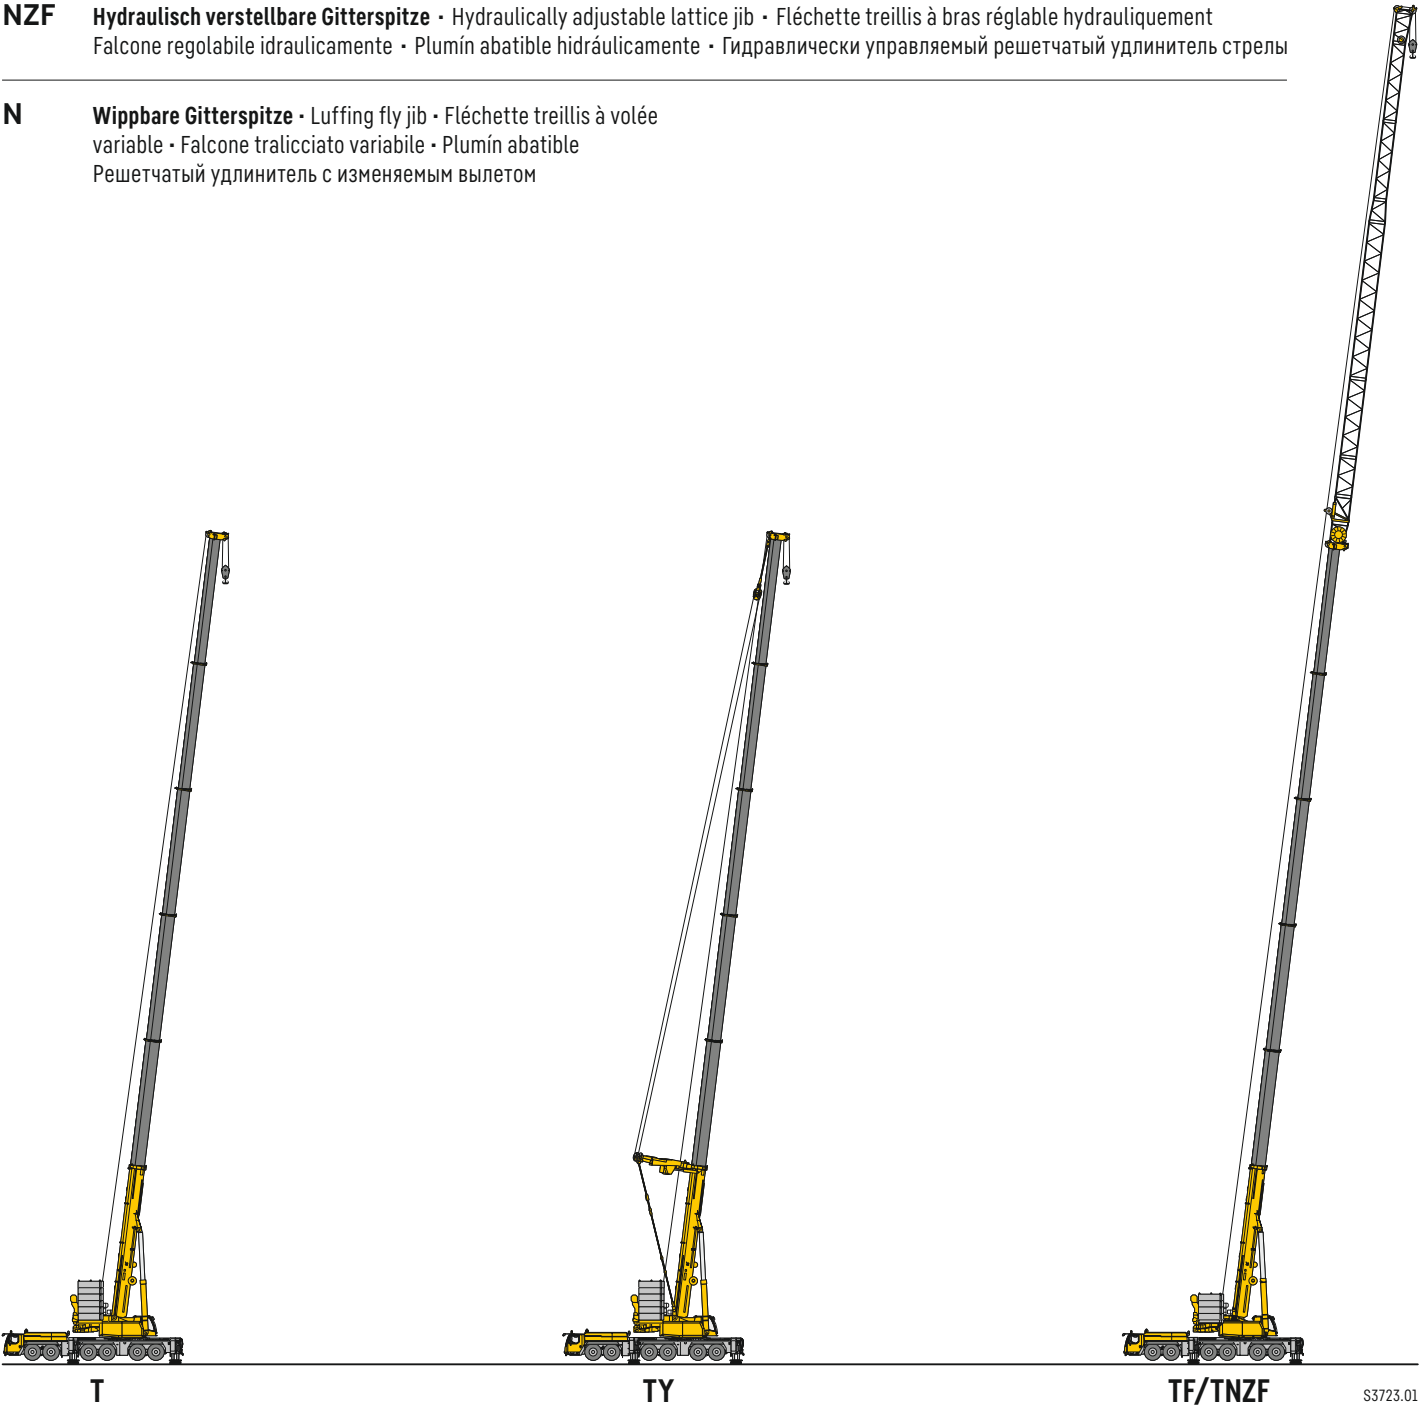 NZF Hydraulisch verstellbare Gitterspitze · Hydraulically adjustable lattice jib · Fléchette treillis à bras réglable hydrauliquement
Falcone regolabile idraulicamente · Plumín abatible hidráulicamente · Гидравлически управляемый решетчатый удлинитель стрелы
N Wippbare Gitterspitze · Luffing fly jib · Fléchette treillis à volée
variable · Falcone tralicciato variabile · Plumín abatible
Решетчатый удлинитель с изменяемым вылетом
T TY TF/TNZF S3723.01